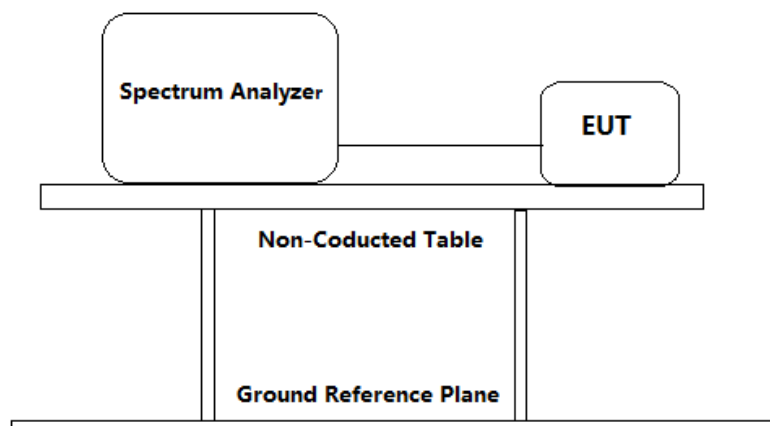 Spectrum Analyzer
EUT
Non-Coducted Table
Ground Reference Plane